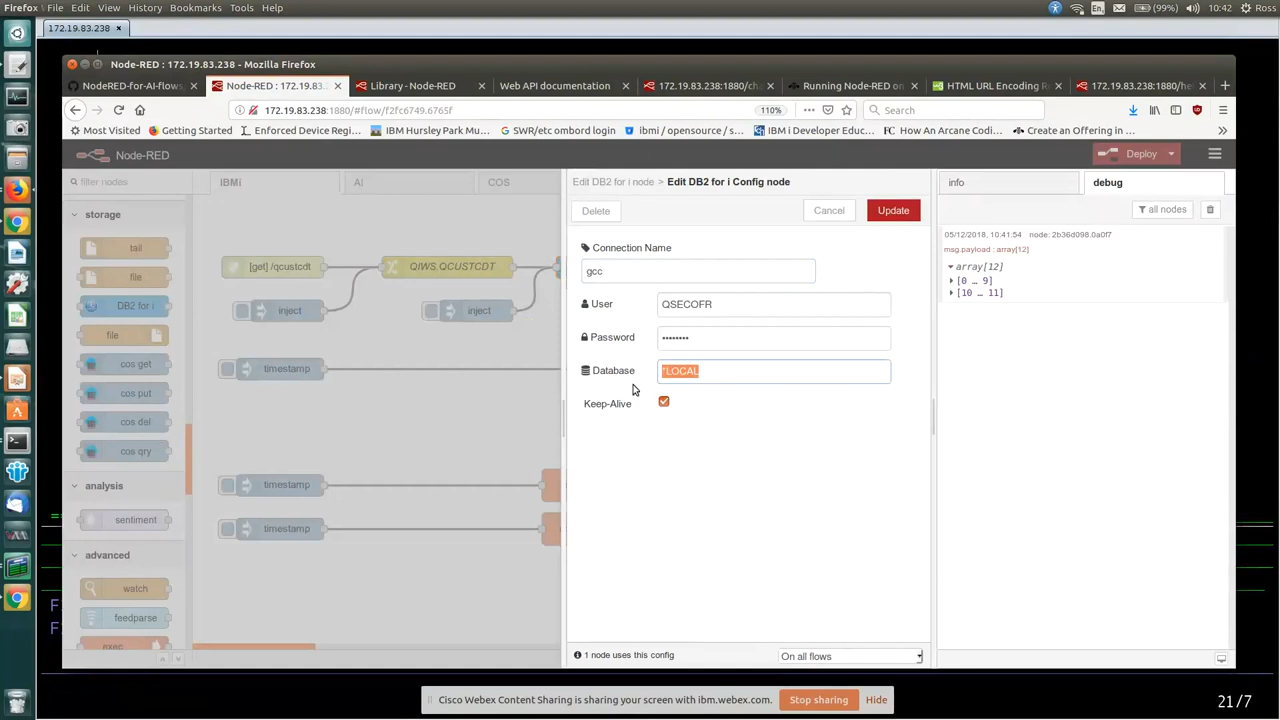 Firefox File Edit View History Bookmarks Tools Help
En (99%) 10:42 Ross
172.19.83.238
Node-RED : 172.19.83.238 - Mozilla Firefox
NodeRED-for-AI-flows
Node-RED : 172.19.83
Library - Node-RED
Web API documentation
172.19.83.238:1880/ch
Running Node-RED on
HTML URL Encoding R
172.19.83.238:1880/he
172.19.83.238:1880/#flow/f2fc6749.6765f
110%
Search
Most Visited
Getting Started
Enforced Device Regi...
IBM Hursley Park Mu...
SWR/etc ombord login
ibmi / opensource / s...
IBM i Developer Educ...
How An Arcane Codi...
Create an Offering in ...
Node-RED
Deploy
filter nodes
IBMi
AI
COS
Edit DB2 for i node > Edit DB2 for i Config node
info
debug
storage
Delete
Cancel
Update
all nodes
tail
file
DB2 for i
file
cos get
cos put
cos del
cos qry
analysis
sentiment
advanced
watch
feedparse
exec
[get] /qcustcdt
QIWS.QCUSTCDT
inject
inject
timestamp
timestamp
timestamp
Connection Name
gcc
User
QSECOFR
Password
••••••••
Database
*LOCAL
Keep-Alive
1 node uses this config
On all flows
05/12/2018, 10:41:54 node: 2b36d098.0a0f7
msg.payload : array[12]
array[12]
[0 … 9]
[10 … 11]
F
F
Cisco Webex Content Sharing is sharing your screen with ibm.webex.com.
Stop sharing
Hide
21/7